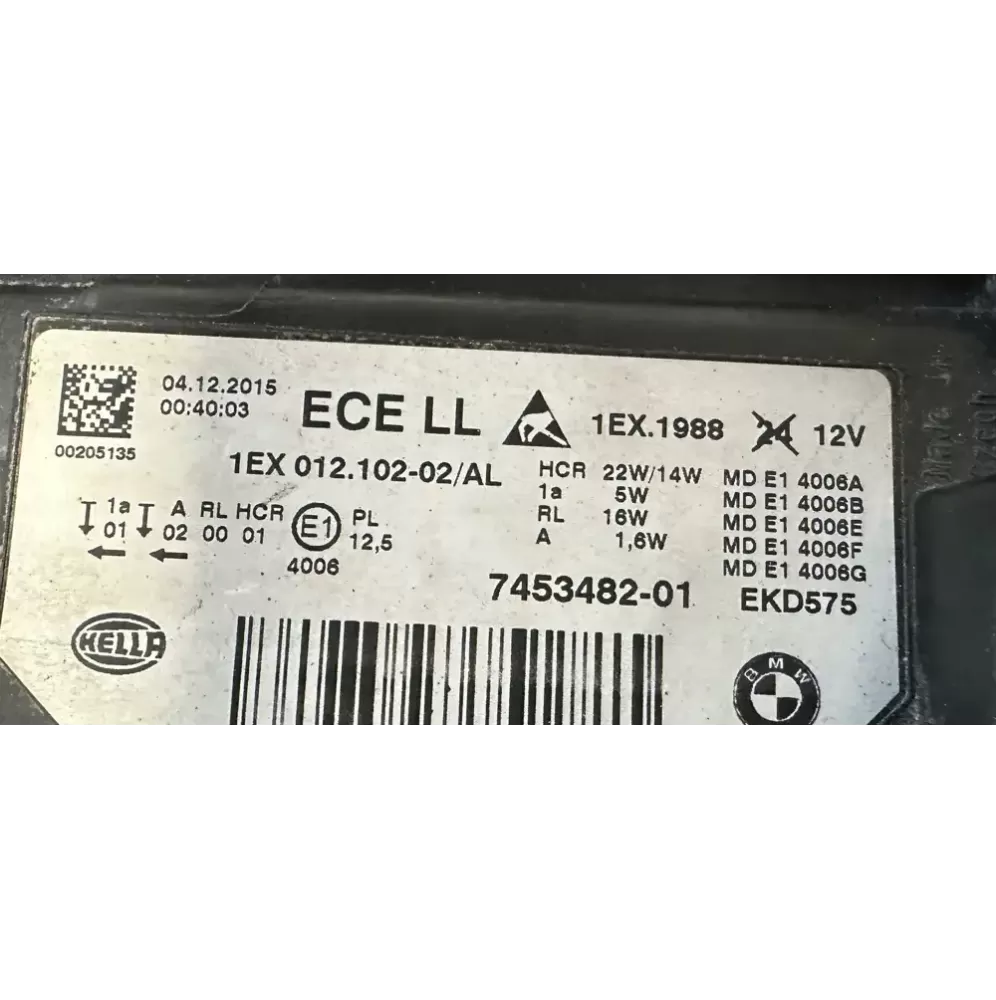 04.12.2015
00:40:03
00205135
ECE LL
1EX.1988 24 12V
1EX 012.102-02/AL
HCR 22W/14W
1a 5W
RL 16W
A 1,6W
MD E1 4006A
MD E1 4006B
MD E1 4006E
MD E1 4006F
MD E1 4006G
1a A RL HCR
01 02 00 01
E1
4006
PL
12,5
7453482-01 EKD575
HELLA
BMW